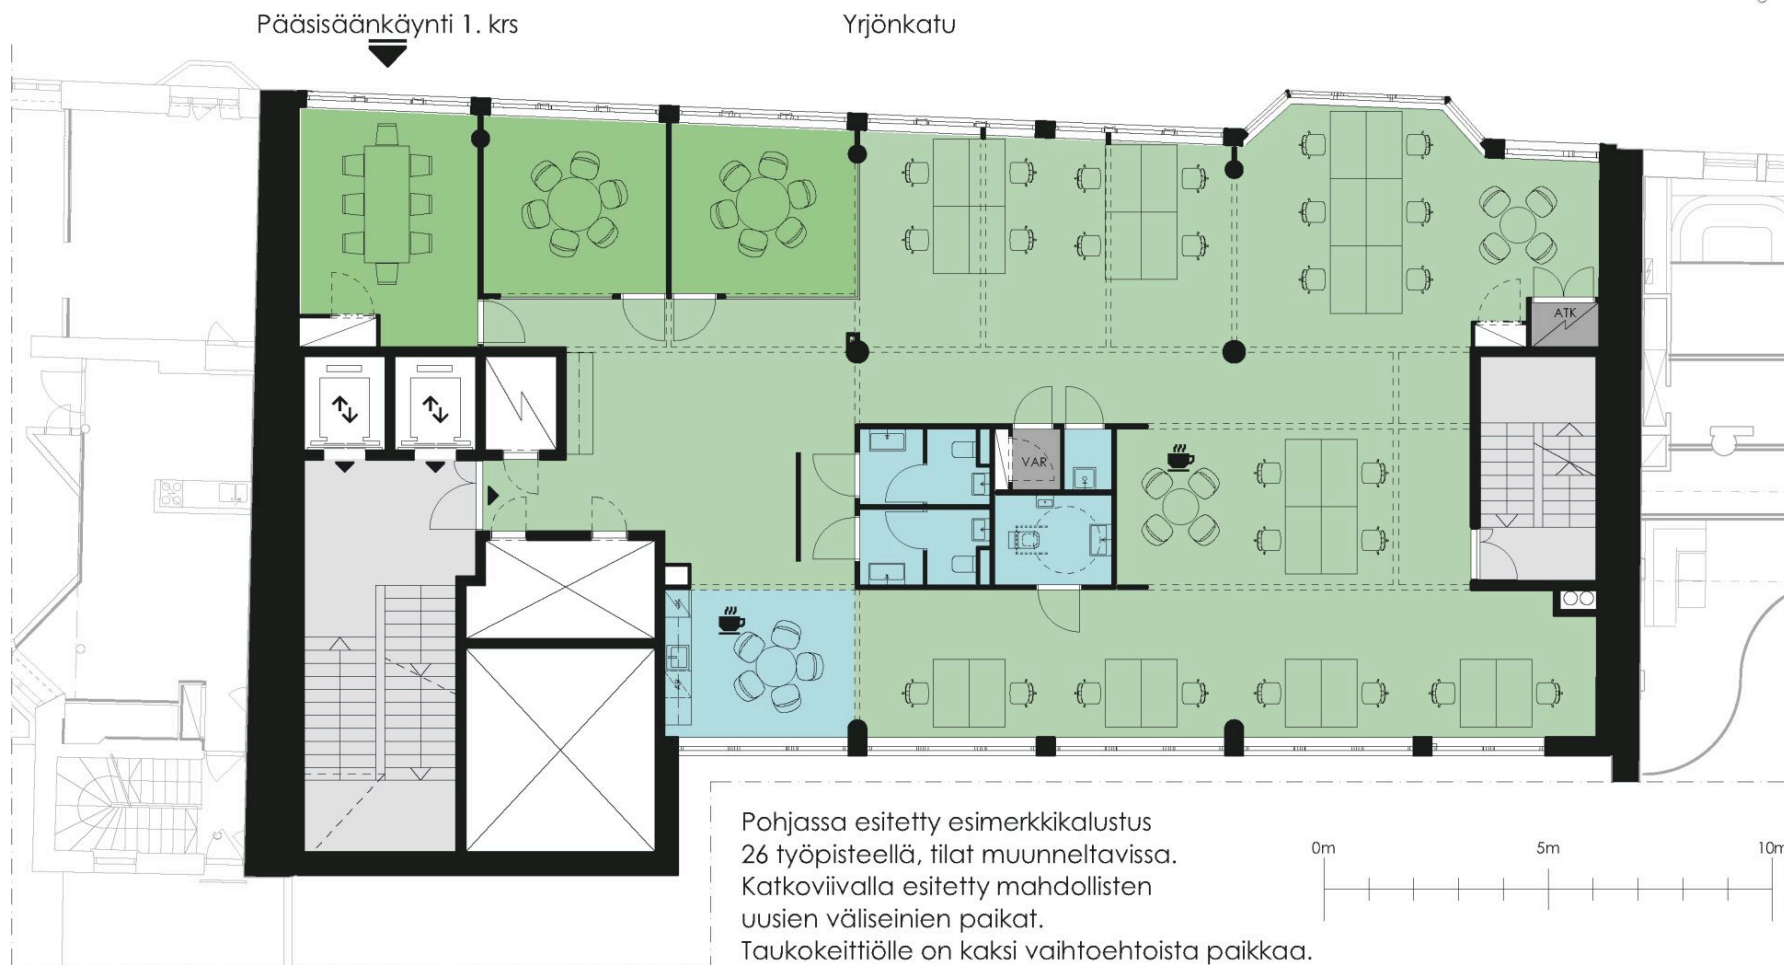 Pääsisäänkäynti 1. krs
Yrjönkatu
ATK
VAR
Pohjassa esitetty esimerkkikalustus
26 työpisteellä, tilat muunneltavissa.
Katkoviivalla esitetty mahdollisten
uusien väliseinien paikat.
Taukokeittiölle on kaksi vaihtoehtoista paikkaa.
0m
5m
10m